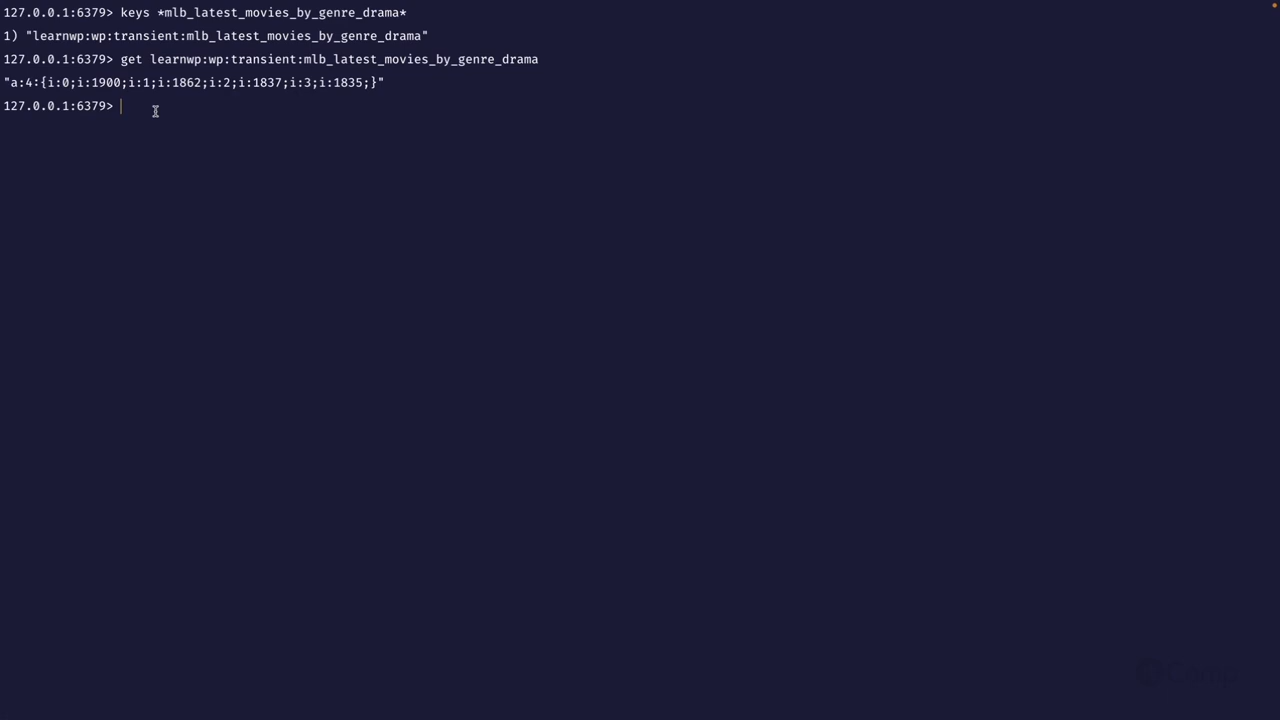 127.0.0.1:6379> keys *mlb_latest_movies_by_genre_drama*
1) "learnwp:wp:transient:mlb_latest_movies_by_genre_drama"
127.0.0.1:6379> get learnwp:wp:transient:mlb_latest_movies_by_genre_drama
"a:4:{i:0;i:1900;i:1;i:1862;i:2;i:1837;i:3;i:1835;}"
127.0.0.1:6379>